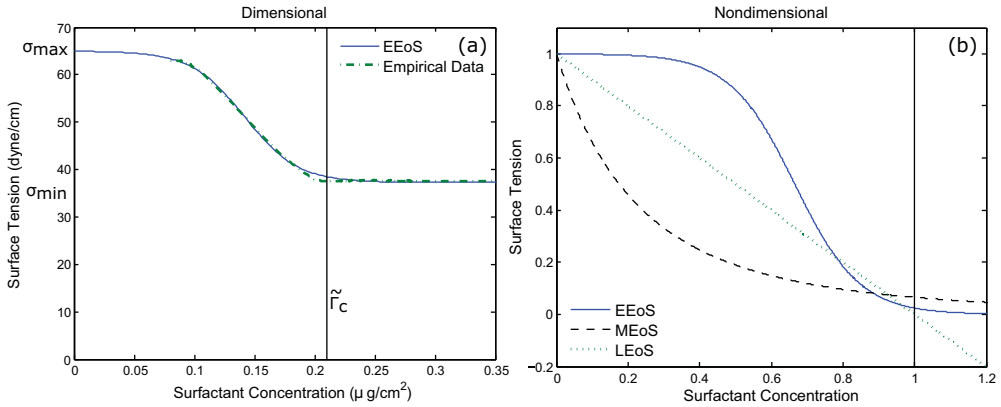 Dimensional
(a)
EEoS
Empirical Data
σmax
σmin
Γ̃c
70
60
50
40
30
20
10
0
0
0.05
0.1
0.15
0.2
0.25
0.3
0.35
Surface Tension (dyne/cm)
Surfactant Concentration (μ g/cm²)
Nondimensional
(b)
1
0.8
0.6
0.4
0.2
0
−0.2
EEoS
MEoS
LEoS
0
0.2
0.4
0.6
0.8
1
1.2
Surface Tension
Surfactant Concentration